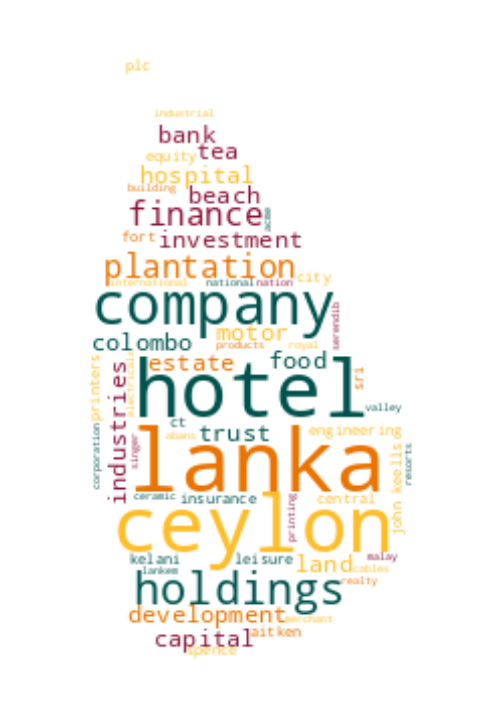 plc
industrial
bank
tea
equity
hospital
building
beach
finance
acme
fort
investment
plantation
international
national
nation
city
company
serendib
motor
colombo
products
royal
printers
electricals
estate
food
sri
industries
hotel
valley
ct
corporation
singer
abans
trust
engineering
lanka
john keells
resorts
ceramic
insurance
printing
central
ceylon
kelani
leisure
malay
lankem
land
cables
holdings
realty
development
merchant
capital
aitken
spence